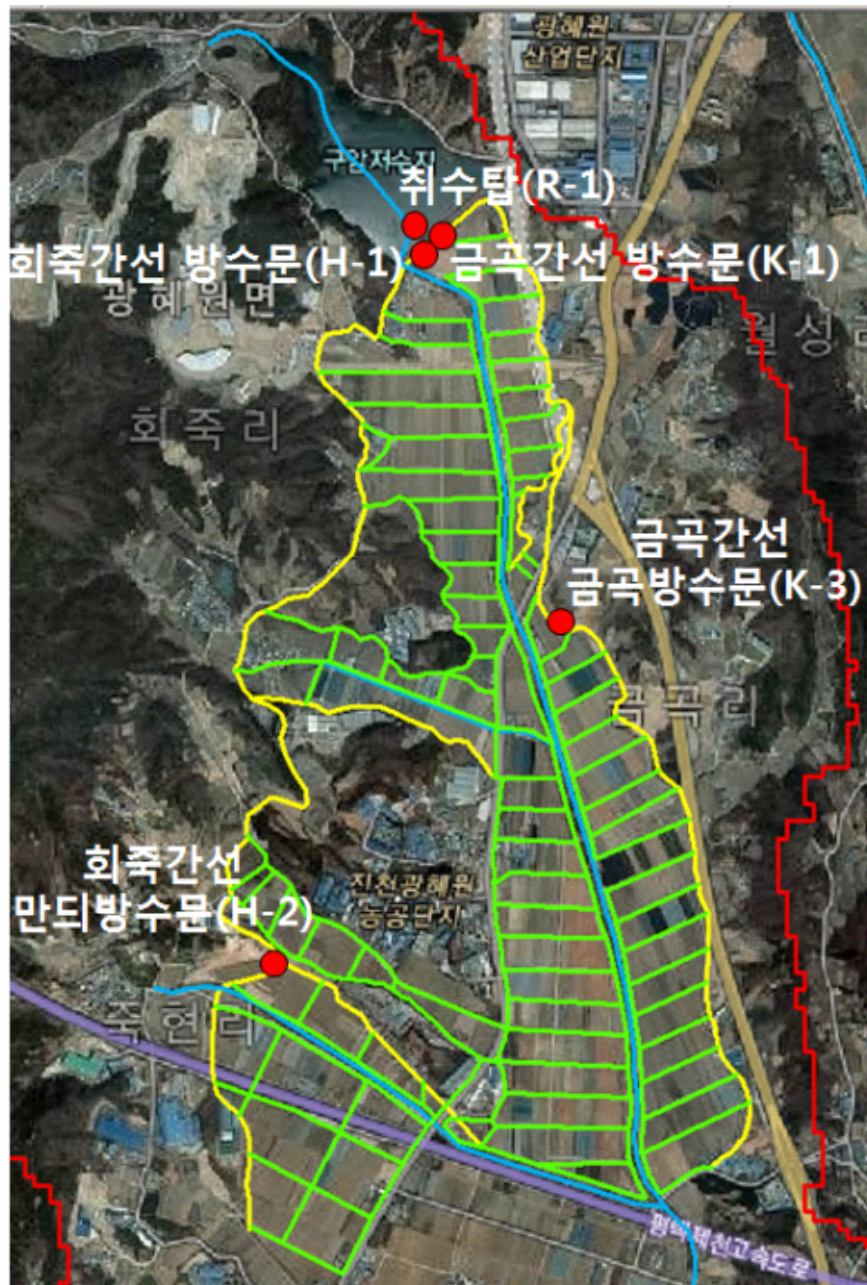 광혜원
산업단지
구암저수지
취수탑(R-1)
회죽간선 방수문(H-1)
금곡간선 방수문(K-1)
광혜원면
월성
회죽리
금곡간선
금곡방수문(K-3)
금곡리
회죽간선
만듸방수문(H-2)
진천광혜원
농공단지
죽현리
평택제천고속도로